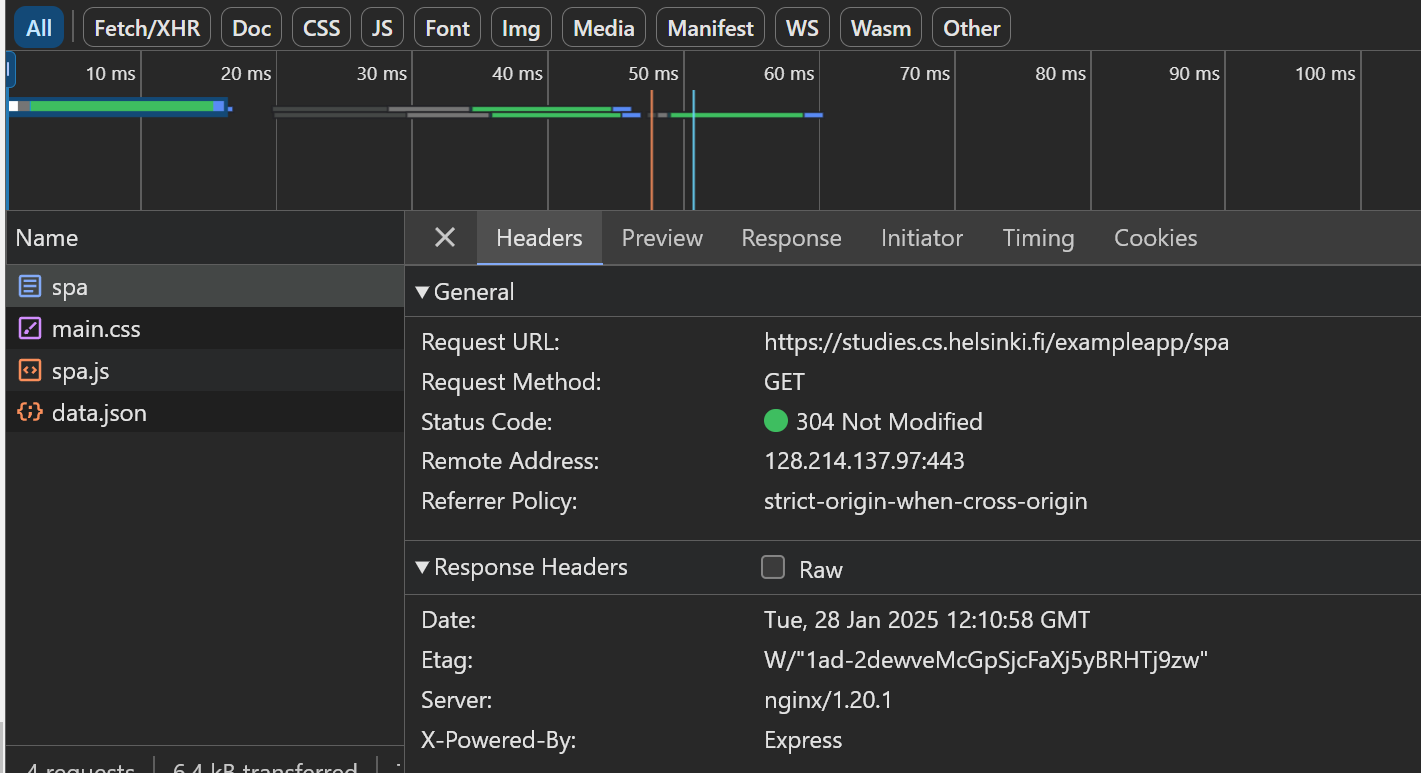 All Fetch/XHR Doc CSS JS Font Img Media Manifest WS Wasm Other
10 ms 20 ms 30 ms 40 ms 50 ms 60 ms 70 ms 80 ms 90 ms 100 ms
Name
spa
main.css
spa.js
data.json
4 requests 6.4 kB transferred
Headers Preview Response Initiator Timing Cookies
General
Request URL: https://studies.cs.helsinki.fi/exampleapp/spa
Request Method: GET
Status Code: 304 Not Modified
Remote Address: 128.214.137.97:443
Referrer Policy: strict-origin-when-cross-origin
Response Headers Raw
Date: Tue, 28 Jan 2025 12:10:58 GMT
Etag: W/"1ad-2dewveMcGpSjcFaXj5yBRHTj9zw"
Server: nginx/1.20.1
X-Powered-By: Express